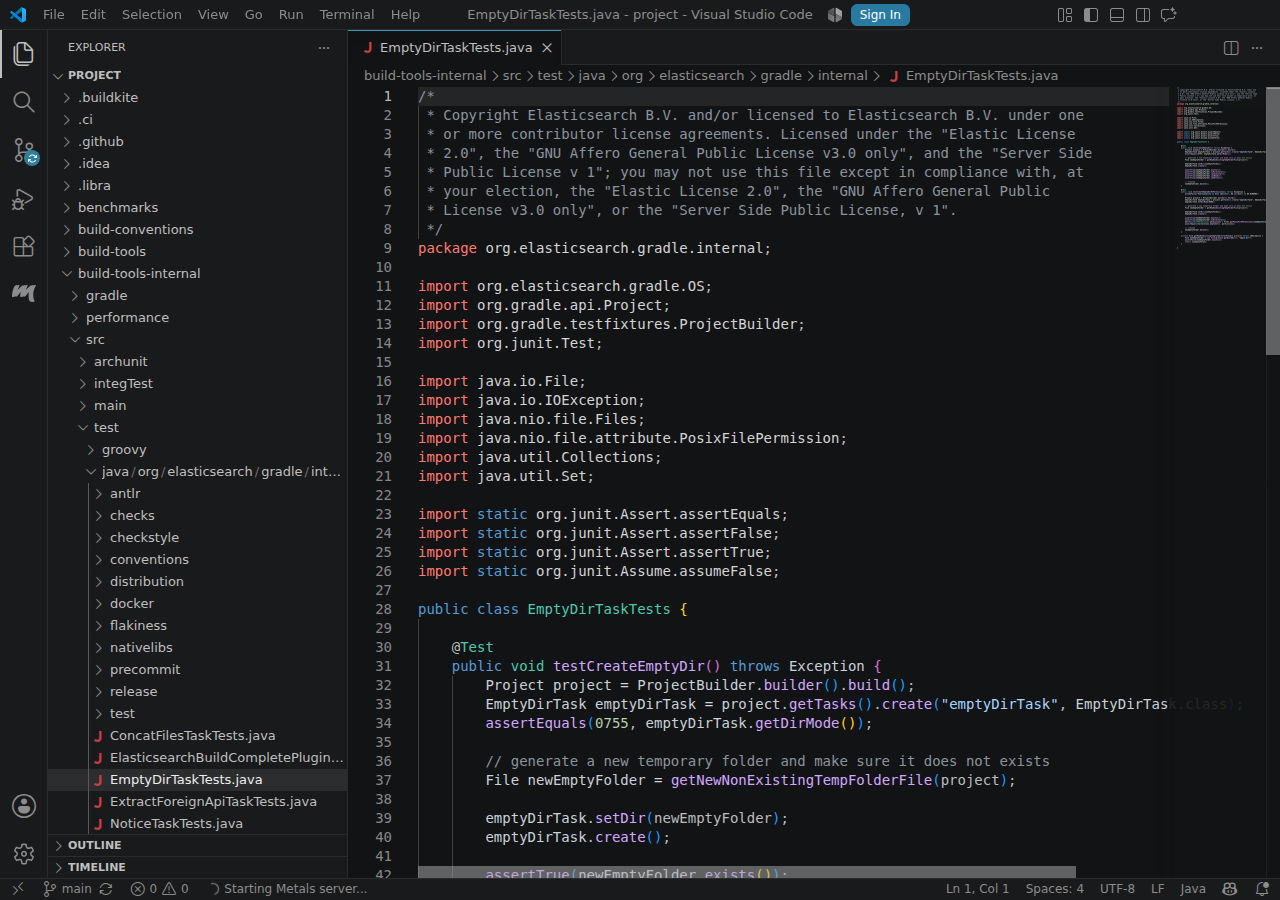 File Edit Selection View Go Run Terminal Help EmptyDirTaskTests.java - project - Visual Studio Code Sign In
EXPLORER
PROJECT
.buildkite
.ci
.github
.idea
.libra
benchmarks
build-conventions
build-tools
build-tools-internal
gradle
performance
src
archunit
integTest
main
test
groovy
java/org/elasticsearch/gradle/int...
antlr
checks
checkstyle
conventions
distribution
docker
flakiness
nativelibs
precommit
release
test
ConcatFilesTaskTests.java
ElasticsearchBuildCompletePlugin...
EmptyDirTaskTests.java
ExtractForeignApiTaskTests.java
NoticeTaskTests.java
OUTLINE
TIMELINE
EmptyDirTaskTests.java
build-tools-internal > src > test > java > org > elasticsearch > gradle > internal > EmptyDirTaskTests.java
1 /*
2  * Copyright Elasticsearch B.V. and/or licensed to Elasticsearch B.V. under one
3  * or more contributor license agreements. Licensed under the "Elastic License
4  * 2.0", the "GNU Affero General Public License v3.0 only", and the "Server Side
5  * Public License v 1"; you may not use this file except in compliance with, at
6  * your election, the "Elastic License 2.0", the "GNU Affero General Public
7  * License v3.0 only", or the "Server Side Public License, v 1".
8  */
9 package org.elasticsearch.gradle.internal;
10
11 import org.elasticsearch.gradle.OS;
12 import org.gradle.api.Project;
13 import org.gradle.testfixtures.ProjectBuilder;
14 import org.junit.Test;
15
16 import java.io.File;
17 import java.io.IOException;
18 import java.nio.file.Files;
19 import java.nio.file.attribute.PosixFilePermission;
20 import java.util.Collections;
21 import java.util.Set;
22
23 import static org.junit.Assert.assertEquals;
24 import static org.junit.Assert.assertFalse;
25 import static org.junit.Assert.assertTrue;
26 import static org.junit.Assume.assumeFalse;
27
28 public class EmptyDirTaskTests {
29
30     @Test
31     public void testCreateEmptyDir() throws Exception {
32         Project project = ProjectBuilder.builder().build();
33         EmptyDirTask emptyDirTask = project.getTasks().create("emptyDirTask", EmptyDirTask.class);
34         assertEquals(0755, emptyDirTask.getDirMode());
35
36         // generate a new temporary folder and make sure it does not exists
37         File newEmptyFolder = getNewNonExistingTempFolderFile(project);
38
39         emptyDirTask.setDir(newEmptyFolder);
40         emptyDirTask.create();
41
42         assertTrue(newEmptyFolder.exists());
main 0 0 Starting Metals server... Ln 1, Col 1 Spaces: 4 UTF-8 LF Java